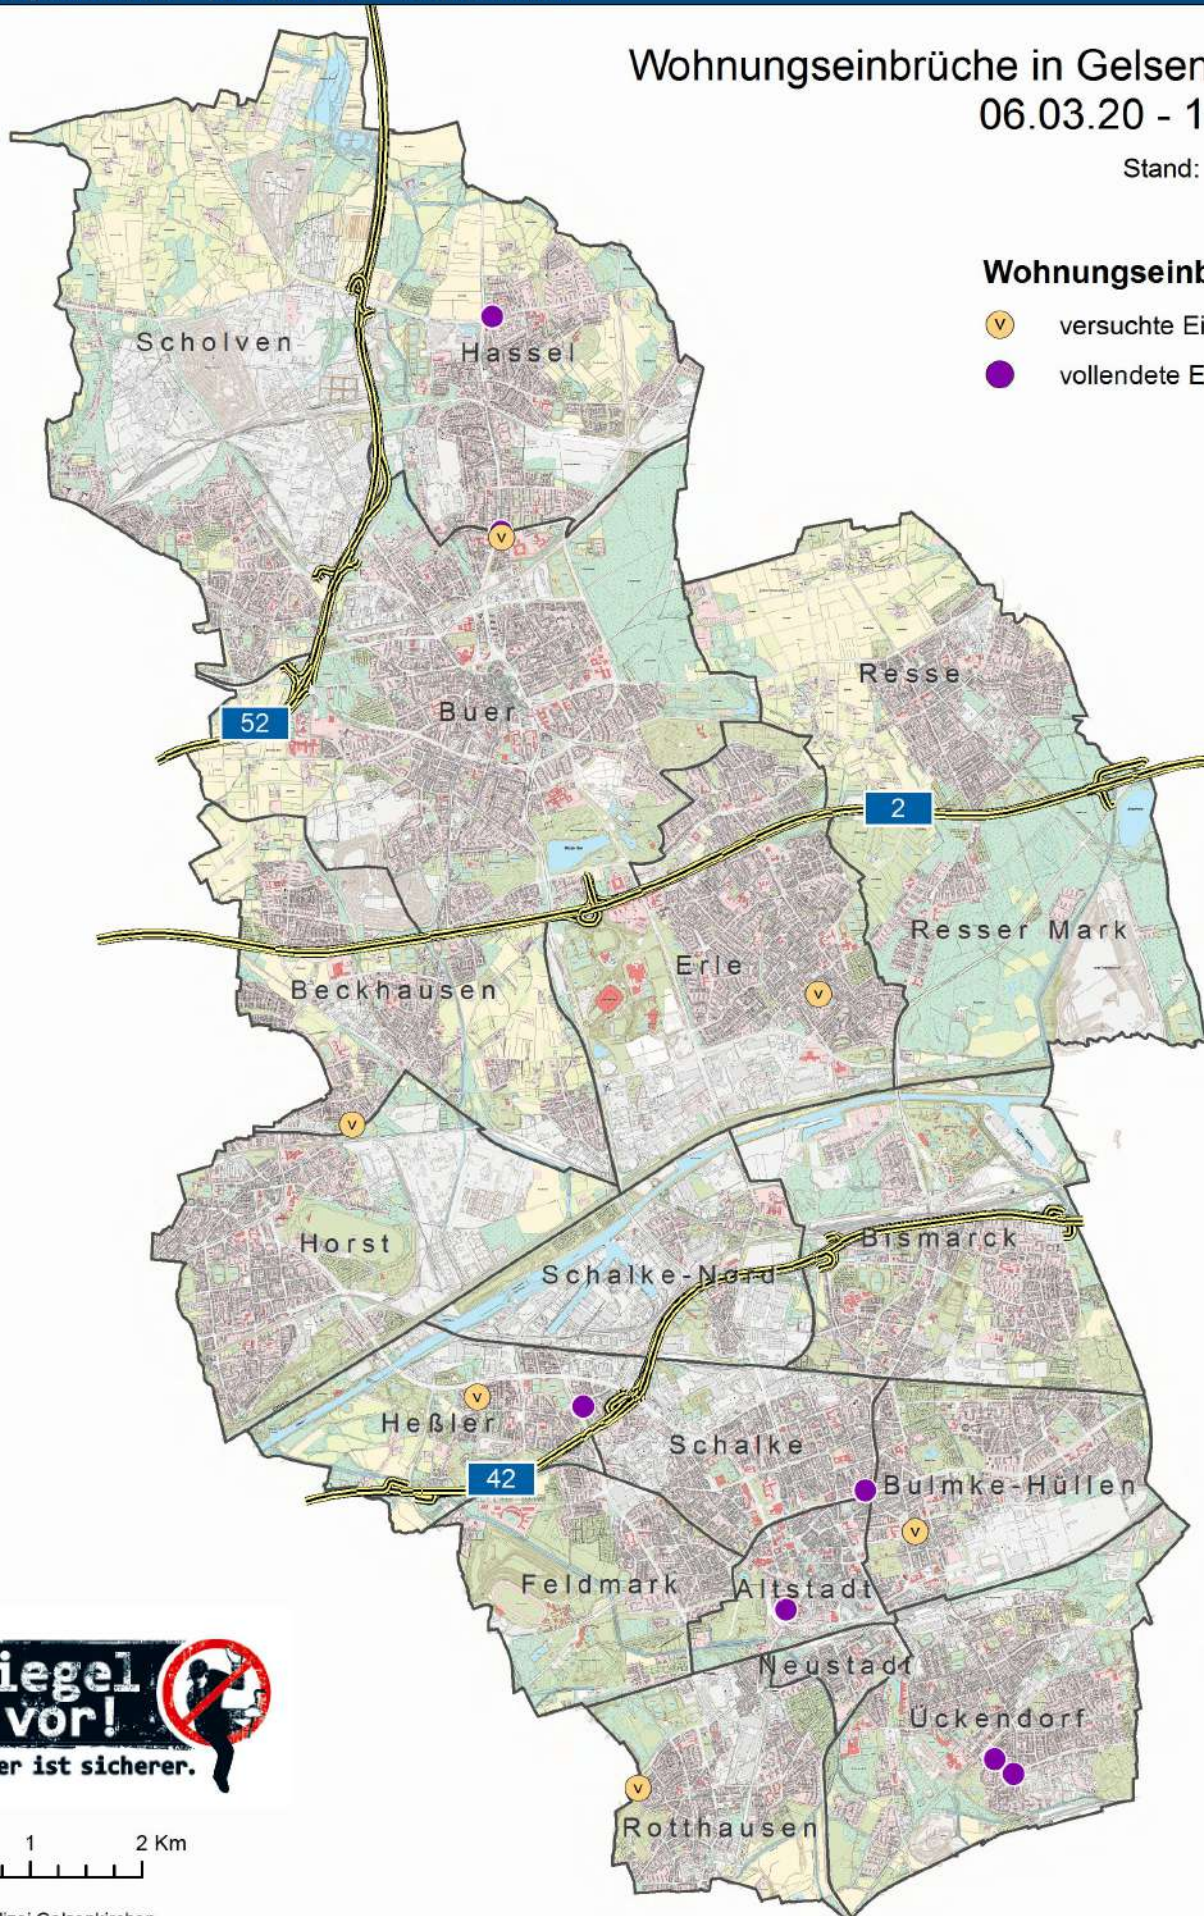 Wohnungseinbrüche in Gelsen
06.03.20 - 1
Stand:
Wohnungseinb
V versuchte Ei
vollendete E
Scholven
Hassel
V
Resse
Buer
52
2
Resser Mark
Erle
Beckhausen
V
V
Horst
Bismarck
Schalke-Nord
V
Heßler
Schalke
42
Bulmke-Hüllen
V
Feldmark
Altstadt
Neustadt
Ückendorf
V
Rotthausen
iegel
vor!
er ist sicherer.
1 2 Km